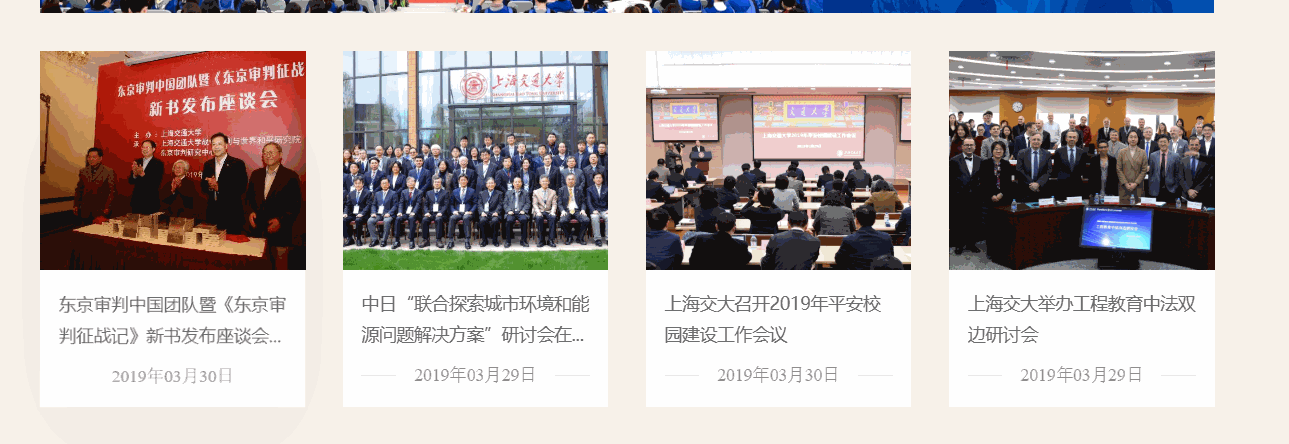 东京审判中国团队暨《东京审判征战
新书发布座谈会
主 办：上海交通大学
东京审判研究中心
上海交通大学
交通大学
东京审判中国团队暨《东京审
判征战记》新书发布座谈会...
2019年03月30日
中日“联合探索城市环境和能
源问题解决方案”研讨会在...
2019年03月29日
上海交大召开2019年平安校
园建设工作会议
2019年03月30日
上海交大举办工程教育中法双
边研讨会
2019年03月29日